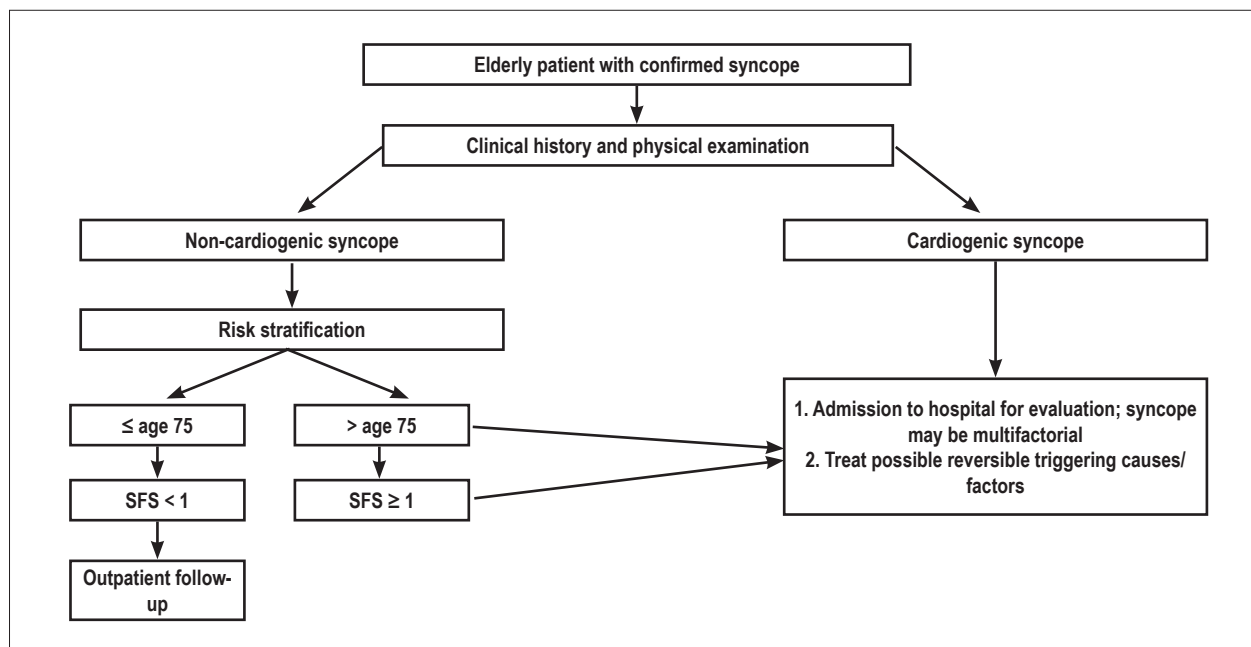 Elderly patient with confirmed syncope
Clinical history and physical examination
Non-cardiogenic syncope
Cardiogenic syncope
Risk stratification
≤ age 75
> age 75
1. Admission to hospital for evaluation; syncope
may be multifactorial
2. Treat possible reversible triggering causes/
factors
SFS < 1
SFS ≥ 1
Outpatient follow-
up